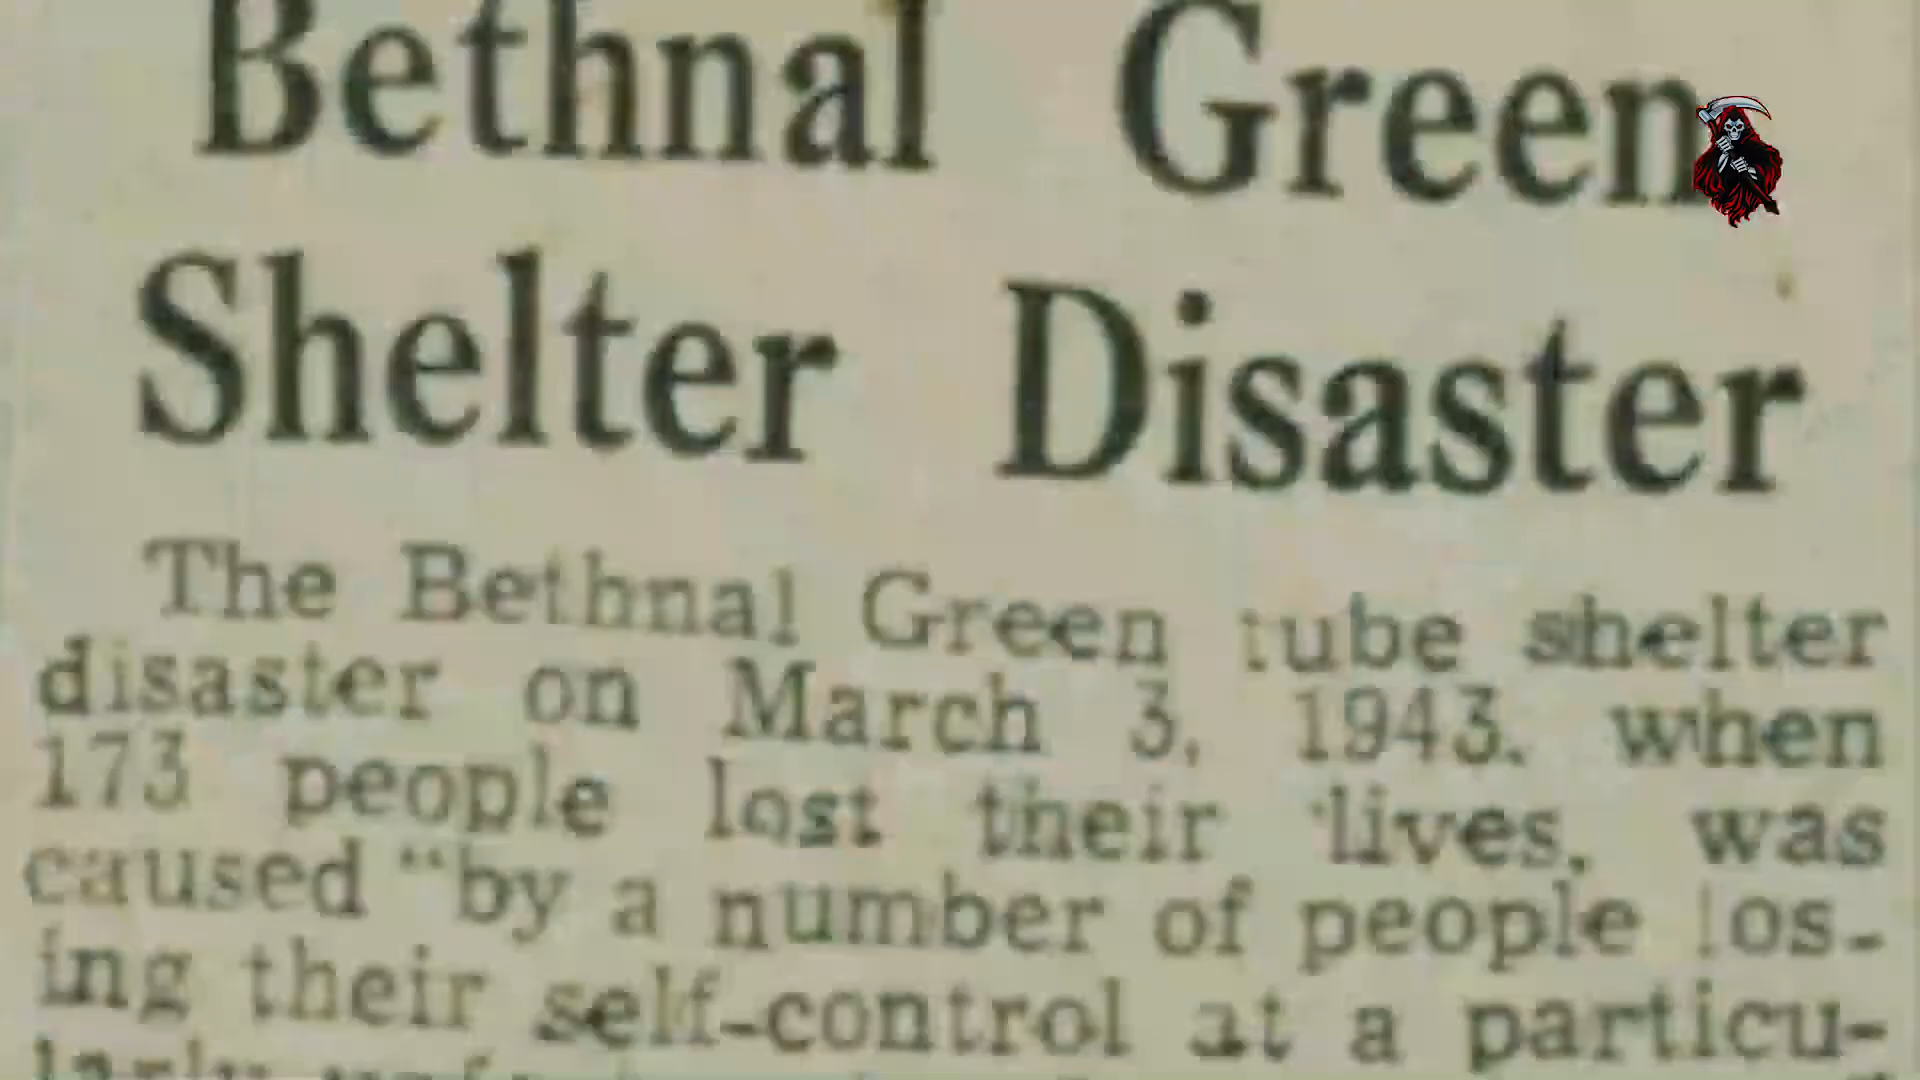 Bethnal Green
Shelter Disaster
The Bethnal Green tube shelter
disaster on March 3, 1943, when
173 people lost their lives, was
caused "by a number of people los-
ing their self-control at a particu-
larly